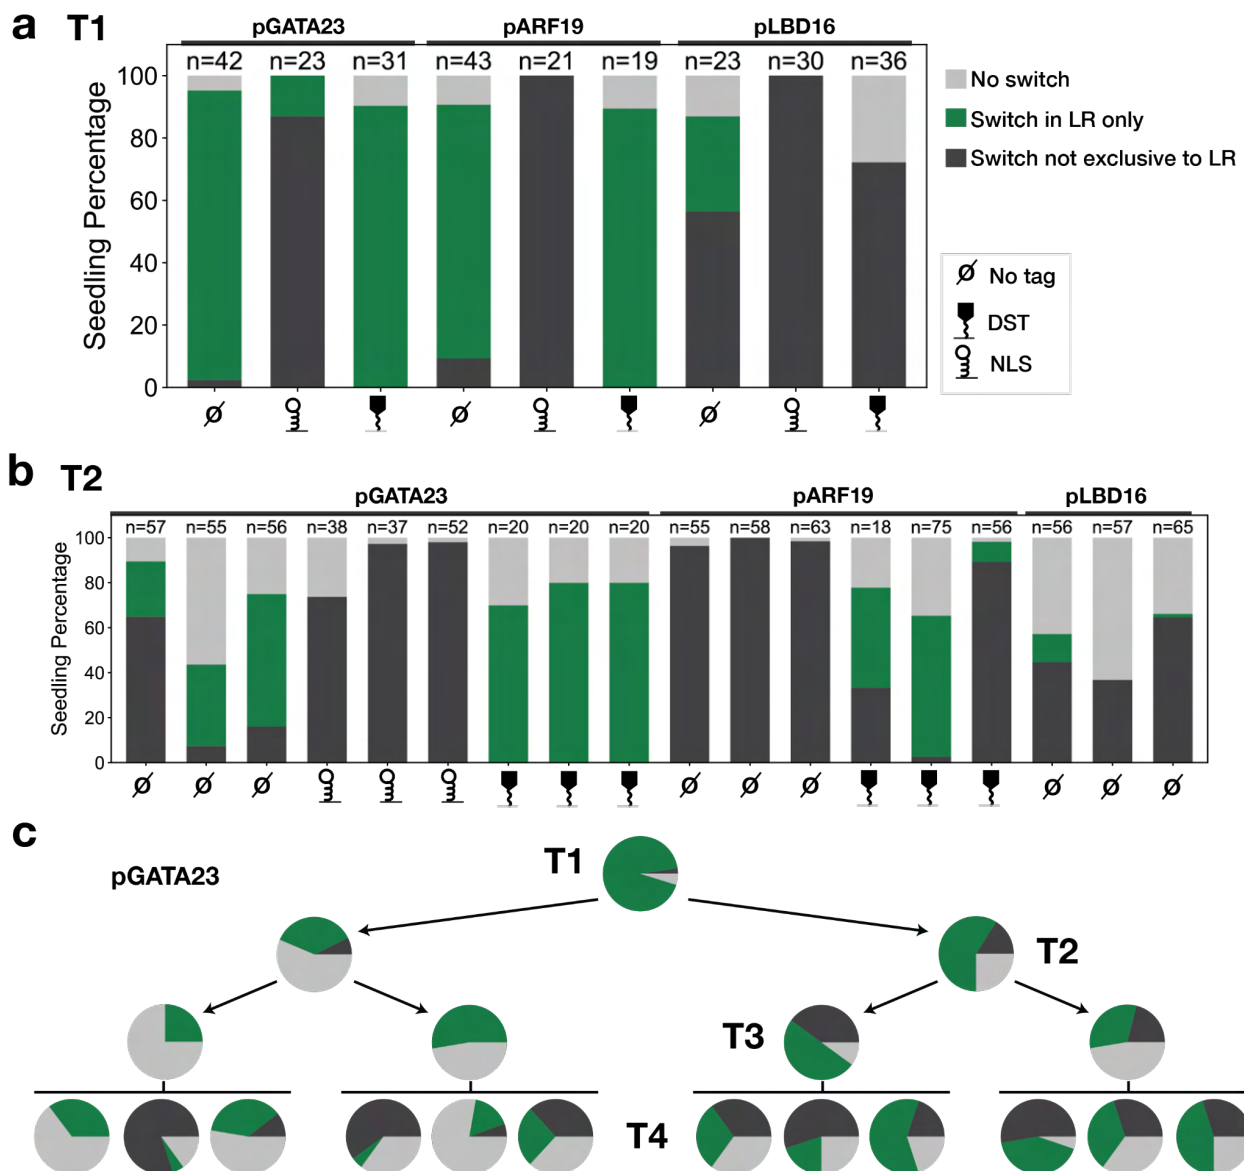 a T1
pGATA23 pARF19 pLBD16
n=42 n=23 n=31 n=43 n=21 n=19 n=23 n=30 n=36
100
80
60
40
20
0
Seedling Percentage
Ø Ø Ø
No switch
Switch in LR only
Switch not exclusive to LR
Ø No tag
DST
NLS
b T2
pGATA23 pARF19 pLBD16
n=57 n=55 n=56 n=38 n=37 n=52 n=20 n=20 n=20 n=55 n=58 n=63 n=18 n=75 n=56 n=56 n=57 n=65
100
80
60
40
20
0
Seedling Percentage
Ø Ø Ø Ø Ø Ø Ø Ø Ø
c
pGATA23
T1
T2
T3
T4